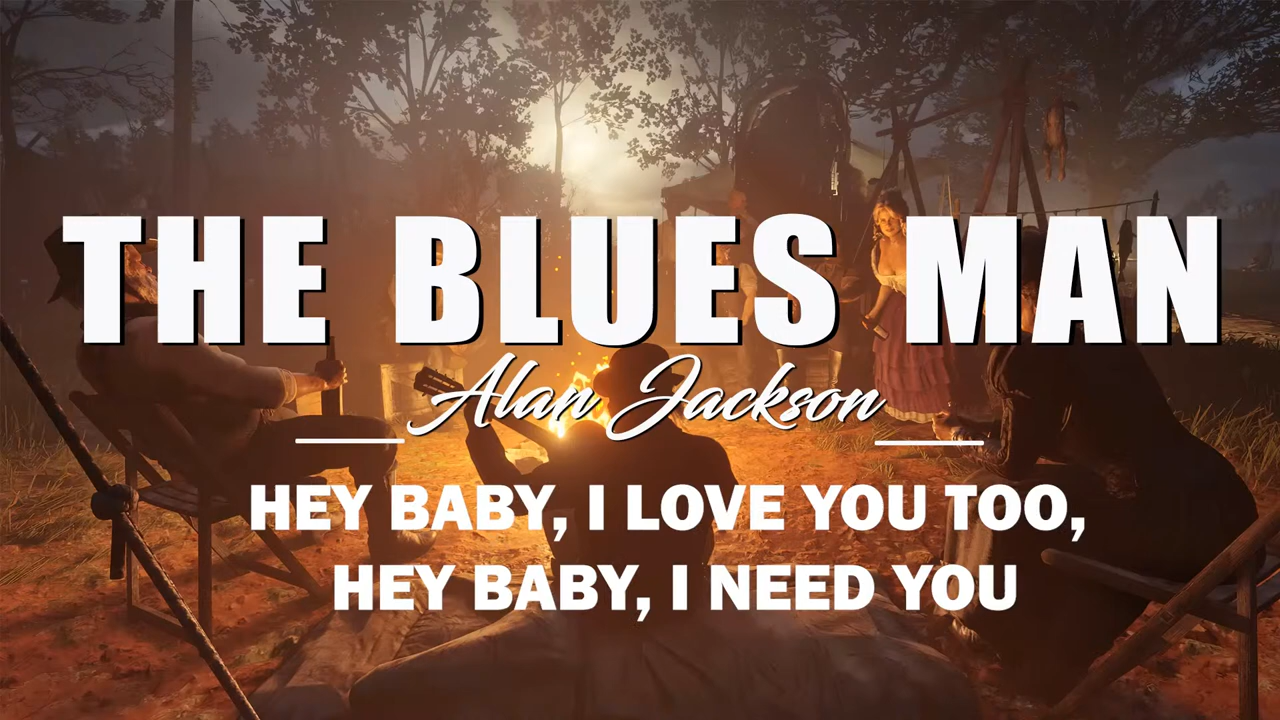 THE BLUES MAN
Alan Jackson
HEY BABY, I LOVE YOU TOO,
HEY BABY, I NEED YOU